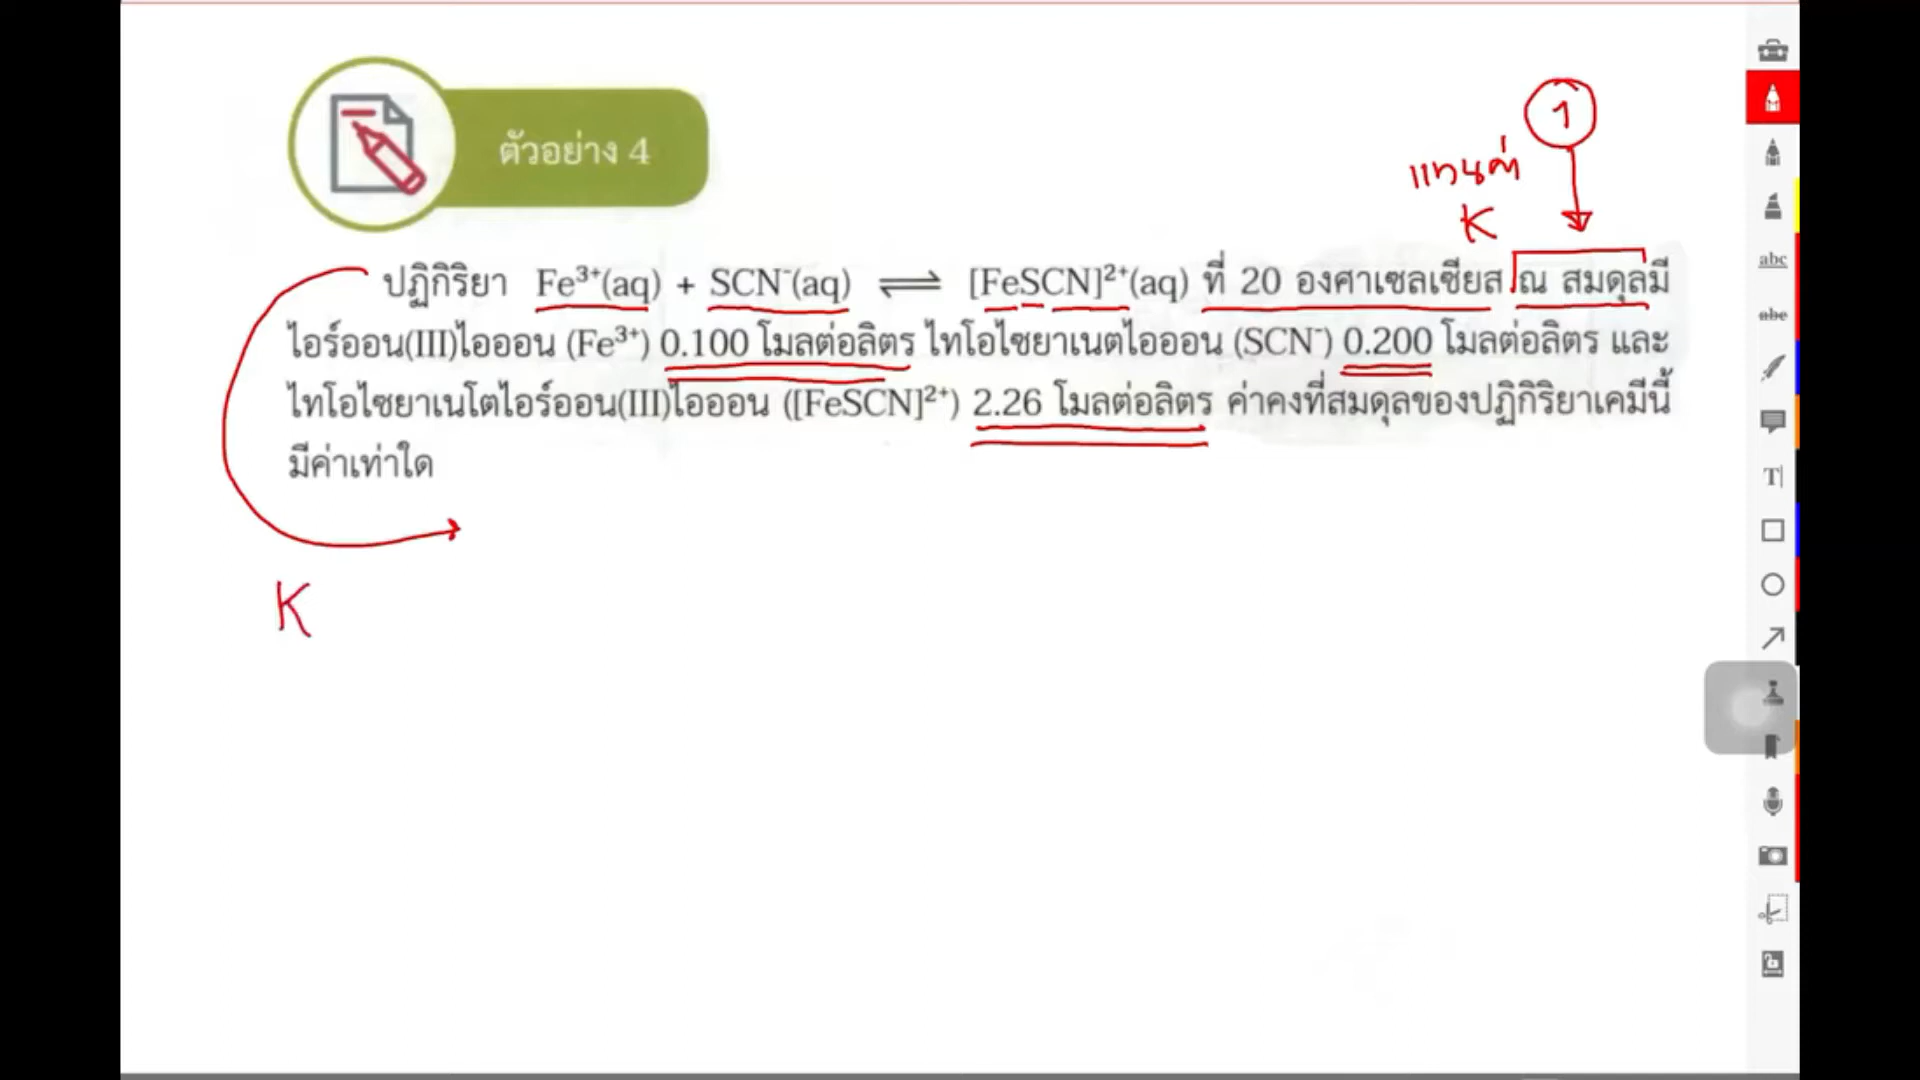 ตัวอย่าง 4
1
แทนค่า
K
ปฏิกิริยา Fe³⁺(aq) + SCN⁻(aq) ⇌ [FeSCN]²⁺(aq) ที่ 20 องศาเซลเซียส ณ สมดุลมี
ไอร์ออน(III)ไอออน (Fe³⁺) 0.100 โมลต่อลิตร ไทโอไซยาเนตไอออน (SCN⁻) 0.200 โมลต่อลิตร และ
ไทโอไซยาเนโตไอร์ออน(III)ไอออน ([FeSCN]²⁺) 2.26 โมลต่อลิตร ค่าคงที่สมดุลของปฏิกิริยาเคมีนี้
มีค่าเท่าใด
K
abc
abc
T